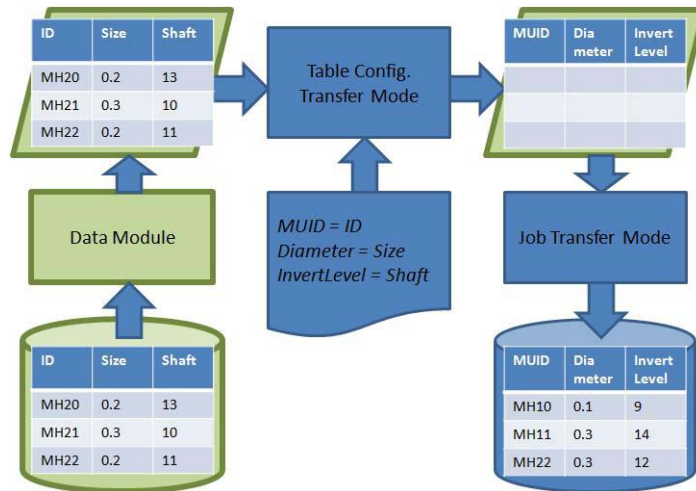 ID Size Shaft
MH20 0.2 13
MH21 0.3 10
MH22 0.2 11
Table Config.
Transfer Mode
MUID Dia Invert
meter Level
Data Module
MUID = ID
Diameter = Size
InvertLevel = Shaft
Job Transfer Mode
ID Size Shaft
MH20 0.2 13
MH21 0.3 10
MH22 0.2 11
MUID Dia Invert
meter Level
MH10 0.1 9
MH11 0.3 14
MH22 0.3 12